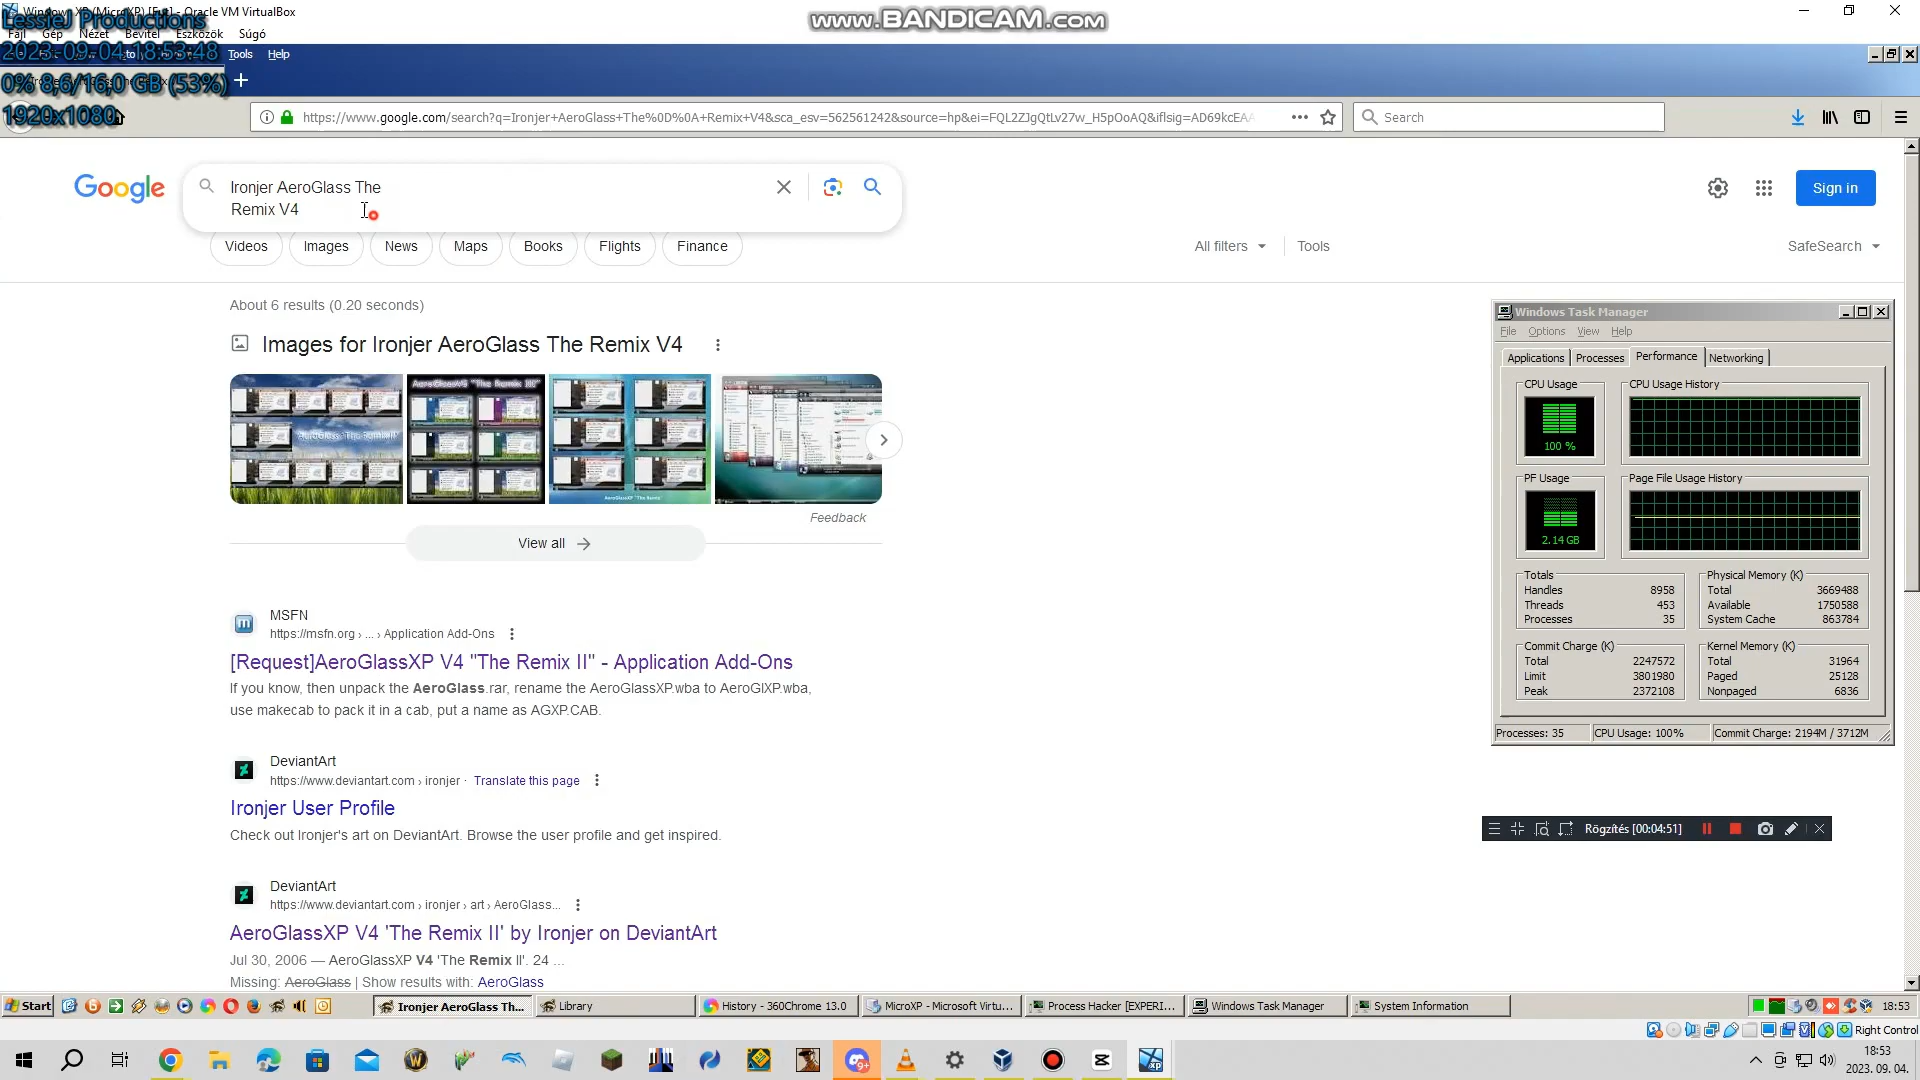 Windows XP (MicroXP) [Fut] - Oracle VM VirtualBox
LessieJ Productions
www.BANDICAM.com
Fájl Gép Nézet Bevitel Eszközök Súgó
2023-09-04 18:53:48
Tools Help
0% 8,6/16,0 GB (53%)
1920x1080
https://www.google.com/search?q=Ironjer+AeroGlass+The%0D%0A+Remix+V4&sca_esv=562561242&source=hp&ei=FQL2ZJgQtLv27w_H5pOoAQ&iflsig=AD69kcEAA
Search
Google
Ironjer AeroGlass The
Remix V4
Sign in
Videos
Images
News
Maps
Books
Flights
Finance
All filters
Tools
SafeSearch
About 6 results (0.20 seconds)
Images for Ironjer AeroGlass The Remix V4
AeroGlassXP "The Remix"
Feedback
View all
MSFN
https://msfn.org › ... › Application Add-Ons
[Request]AeroGlassXP V4 "The Remix II" - Application Add-Ons
If you know, then unpack the AeroGlass.rar, rename the AeroGlassXP.wba to AeroGlXP.wba,
use makecab to pack it in a cab, put a name as AGXP.CAB.
DeviantArt
https://www.deviantart.com › ironjer · Translate this page
Ironjer User Profile
Check out Ironjer's art on DeviantArt. Browse the user profile and get inspired.
DeviantArt
https://www.deviantart.com › ironjer › art › AeroGlass...
AeroGlassXP V4 'The Remix II' by Ironjer on DeviantArt
Jul 30, 2006 — AeroGlassXP V4 'The Remix II'. 24 ...
Missing: AeroGlass | Show results with: AeroGlass
Windows Task Manager
File Options View Help
Applications Processes Performance Networking
CPU Usage
CPU Usage History
100 %
PF Usage
Page File Usage History
2.14 GB
Totals
Handles 8958
Threads 453
Processes 35
Physical Memory (K)
Total 3669488
Available 1750588
System Cache 863784
Commit Charge (K)
Total 2247572
Limit 3801980
Peak 2372108
Kernel Memory (K)
Total 31964
Paged 25128
Nonpaged 6836
Processes: 35 CPU Usage: 100% Commit Charge: 2194M / 3712M
Rögzítés [00:04:51]
Start
Ironjer AeroGlass Th...
Library
History - 360Chrome 13.0
MicroXP - Microsoft Virtu...
Process Hacker [EXPERI...
Windows Task Manager
System Information
18:53
Right Control
18:53
2023. 09. 04.